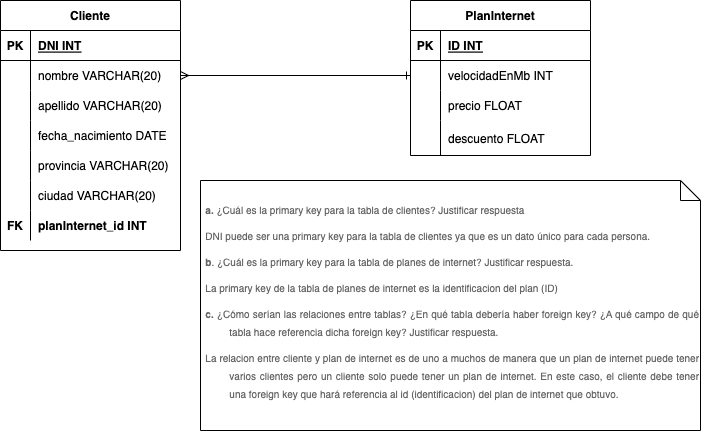 Cliente
PK DNI INT
nombre VARCHAR(20)
apellido VARCHAR(20)
fecha_nacimiento DATE
provincia VARCHAR(20)
ciudad VARCHAR(20)
FK planInternet_id INT
PlanInternet
PK ID INT
velocidadEnMb INT
precio FLOAT
descuento FLOAT
a. ¿Cuál es la primary key para la tabla de clientes? Justificar respuesta
DNI puede ser una primary key para la tabla de clientes ya que es un dato único para cada persona.
b. ¿Cuál es la primary key para la tabla de planes de internet? Justificar respuesta.
La primary key de la tabla de planes de internet es la identificacion del plan (ID)
c. ¿Cómo serían las relaciones entre tablas? ¿En qué tabla debería haber foreign key? ¿A qué campo de qué
tabla hace referencia dicha foreign key? Justificar respuesta.
La relacion entre cliente y plan de internet es de uno a muchos de manera que un plan de internet puede tener
varios clientes pero un cliente solo puede tener un plan de internet. En este caso, el cliente debe tener
una foreign key que hará referencia al id (identificacion) del plan de internet que obtuvo.